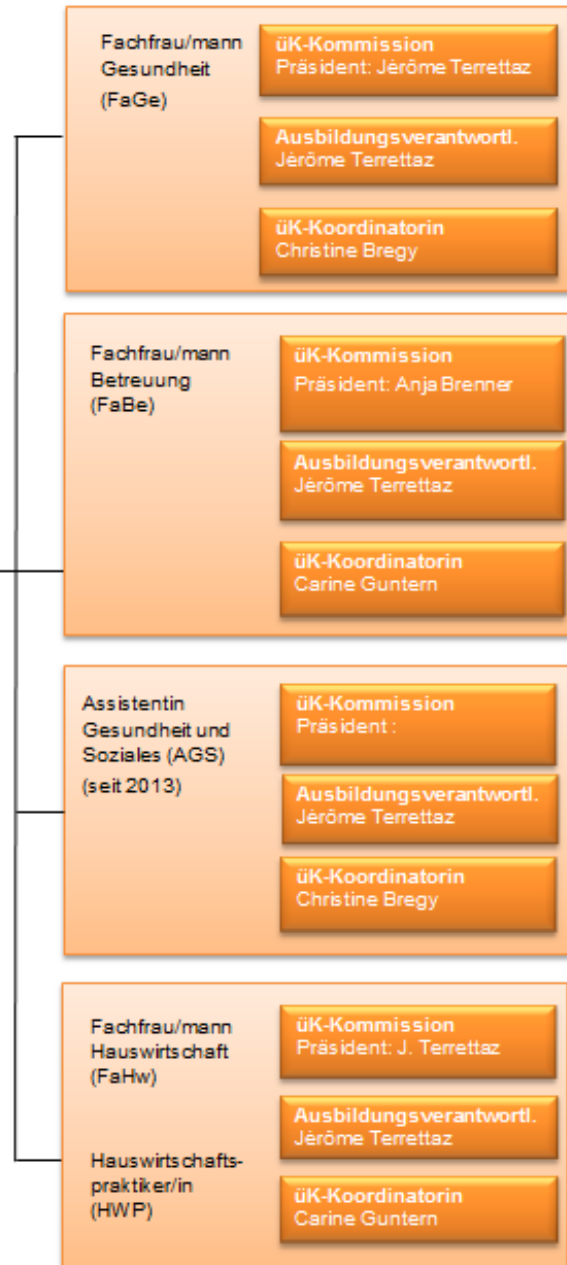 Fachfrau/mann
Gesundheit
(FaGe)
üK-Kommission
Präsident: Jérôme Terrettaz
Ausbildungsverantwortl.
Jérôme Terrettaz
üK-Koordinatorin
Christine Bregy
Fachfrau/mann
Betreuung
(FaBe)
üK-Kommission
Präsident: Anja Brenner
Ausbildungsverantwortl.
Jérôme Terrettaz
üK-Koordinatorin
Carine Guntern
Assistentin
Gesundheit und
Soziales (AGS)
(seit 2013)
üK-Kommission
Präsident :
Ausbildungsverantwortl.
Jérôme Terrettaz
üK-Koordinatorin
Christine Bregy
Fachfrau/mann
Hauswirtschaft
(FaHw)
Hauswirtschafts-
praktiker/in
(HWP)
üK-Kommission
Präsident: J. Terrettaz
Ausbildungsverantwortl.
Jérôme Terrettaz
üK-Koordinatorin
Carine Guntern